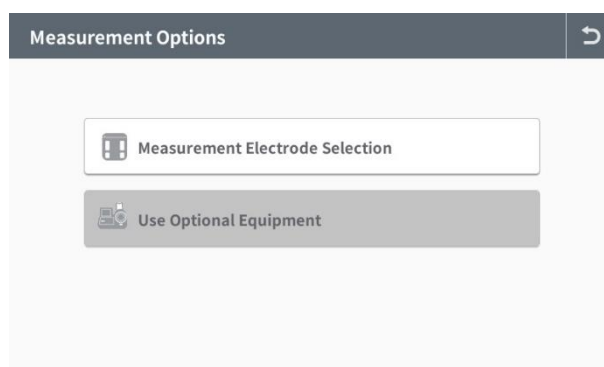 Measurement Options
Measurement Electrode Selection
Use Optional Equipment